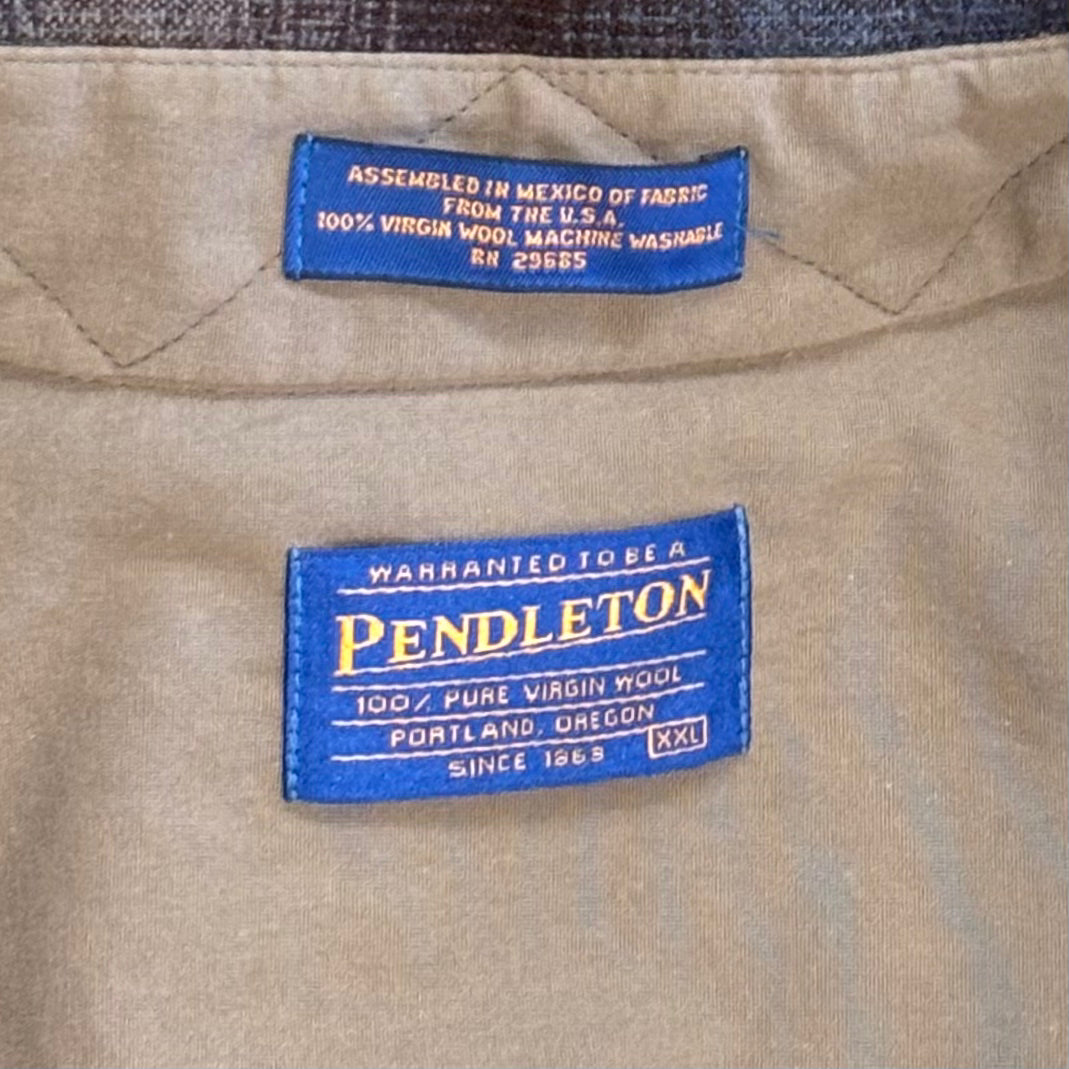 ASSEMBLED IN MEXICO OF FABRIC
FROM THE U.S.A.
100% VIRGIN WOOL MACHINE WASHABLE
RN 29685
WARRANTED TO BE A
PENDLETON
100% PURE VIRGIN WOOL
PORTLAND, OREGON
SINCE 1863
XXL